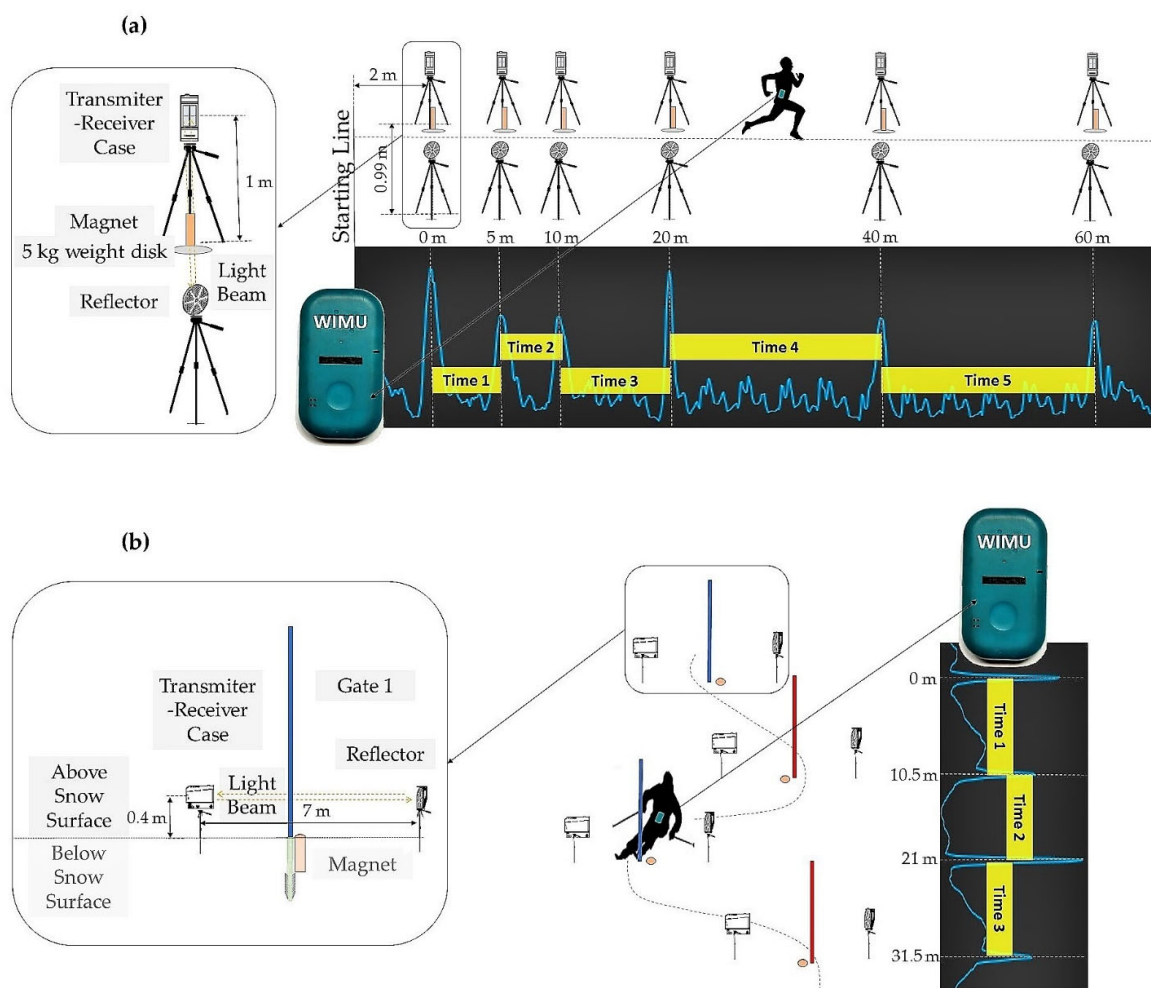 (a)
Transmiter
-Receiver
Case
1 m
Magnet
5 kg weight disk
Light
Beam
Reflector
2 m
0.99 m
Starting Line
0 m
5 m
10 m
20 m
40 m
60 m
WIMU
Time 1
Time 2
Time 3
Time 4
Time 5
(b)
Transmiter
-Receiver
Case
Gate 1
Reflector
Above
Snow
Surface
0.4 m
Light
Beam
7 m
Below
Snow
Surface
Magnet
WIMU
0 m
Time 1
10.5 m
Time 2
21 m
Time 3
31.5 m